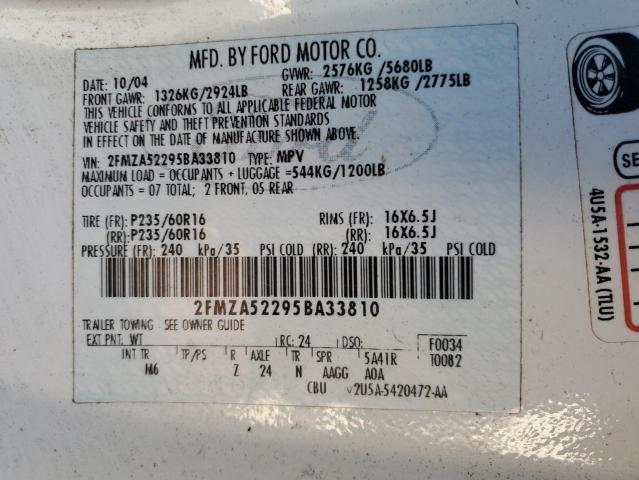 MFD. BY FORD MOTOR CO.
DATE: 10/04 GVWR: 2576KG /5680LB
FRONT GAWR: 1326KG/2924LB REAR GAWR: 1258KG /2775LB
THIS VEHICLE CONFORMS TO ALL APPLICABLE FEDERAL MOTOR
VEHICLE SAFETY AND THEFT PREVENTION STANDARDS
IN EFFECT ON THE DATE OF MANUFACTURE SHOWN ABOVE.
VIN: 2FMZA52295BA33810 TYPE: MPV
MAXIMUM LOAD = OCCUPANTS + LUGGAGE =544KG/1200LB
OCCUPANTS = 07 TOTAL; 2 FRONT, 05 REAR
TIRE (FR): P235/60R16 RIMS (FR): 16X6.5J
(RR): P235/60R16 (RR): 16X6.5J
PRESSURE (FR): 240 kPa/35 PSI COLD (RR): 240 kPa/35 PSI COLD
2FMZA52295BA33810
TRAILER TOWING - SEE OWNER GUIDE
EXT PNT: WT RC: 24 DSO: F0034
INT TR TP/PS R AXLE TR SPR 5A41R T0082
M6 Z 24 N AAGG A0A
CBU V2U5A-5420472-AA
4U5A-1532-AA (TLU)